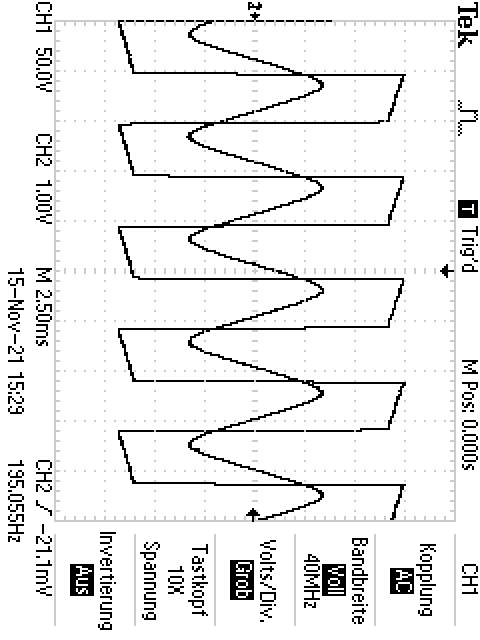 Tek T Trig'd M Pos: 0.000s CH1
Kopplung
AC
Bandbreite
Voll
40MHz
Volts/Div.
Grob
2
Tastkopf
10X
Spannung
Invertierung
Aus
CH1 50.0V CH2 1.00V M 2.50ms CH2 -21.1mV
15-Nov-21 15:29 195.055Hz